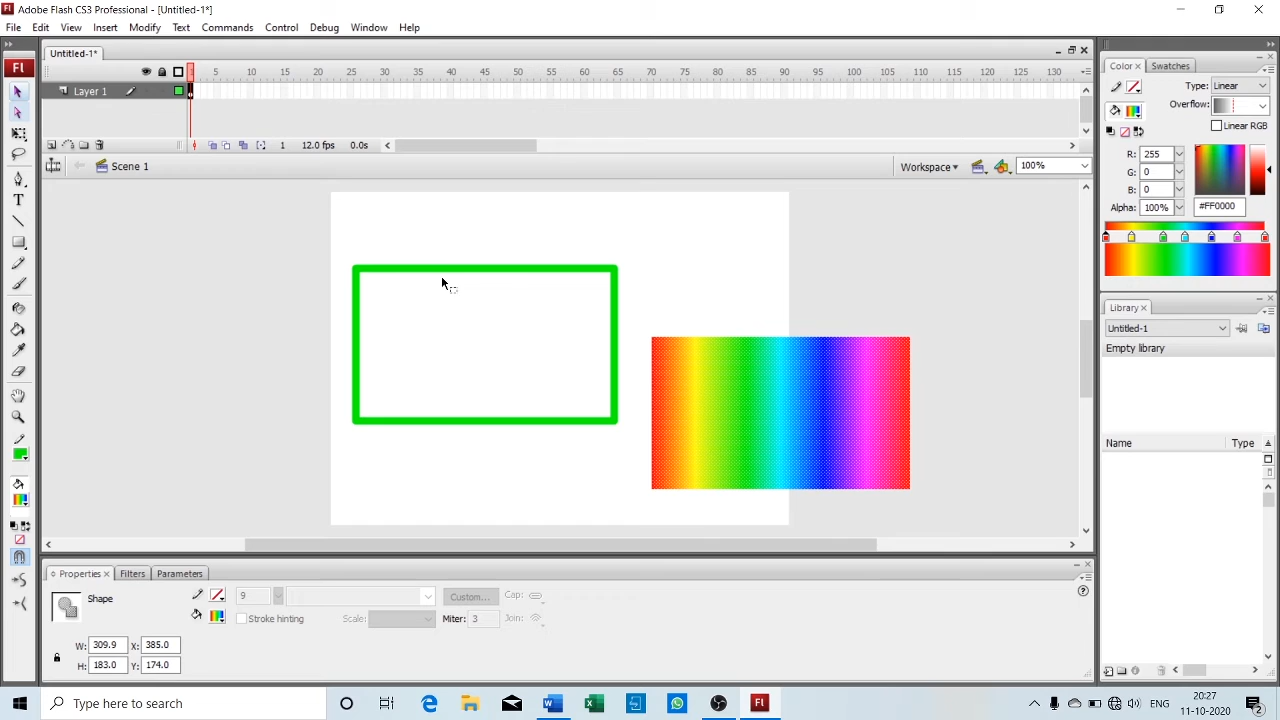 Fl Adobe Flash CS3 Professional - [Untitled-1*]
File Edit View Insert Modify Text Commands Control Debug Window Help
Untitled-1*
Fl
5 10 15 20 25 30 35 40 45 50 55 60 65 70 75 80 85 90 95 100 105 110 115 120 125 130
Layer 1
1 12.0 fps 0.0s
Scene 1
Workspace
100%
T
Color Swatches
Type: Linear
Overflow:
Linear RGB
R: 255
G: 0
B: 0
Alpha: 100% #FF0000
Library
Untitled-1
Empty library
Name Type
Properties Filters Parameters
Shape
9
Custom...
Cap:
Stroke hinting
Scale:
Miter: 3
Join:
W: 309.9 X: 385.0
H: 183.0 Y: 174.0
Type here to search
Fl
ENG
20:27
11-10-2020
2